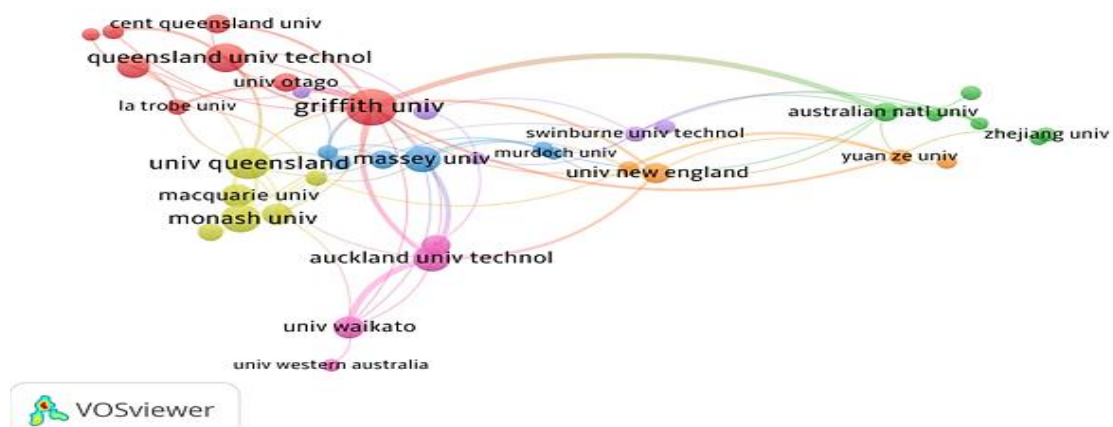 cent queensland univ
queensland univ technol
univ otago
la trobe univ
griffith univ
australian natl univ
zhejiang univ
swinburne univ technol
murdoch univ
yuan ze univ
univ queensland
massey univ
univ new england
macquarie univ
monash univ
auckland univ technol
univ waikato
univ western australia
VOSviewer